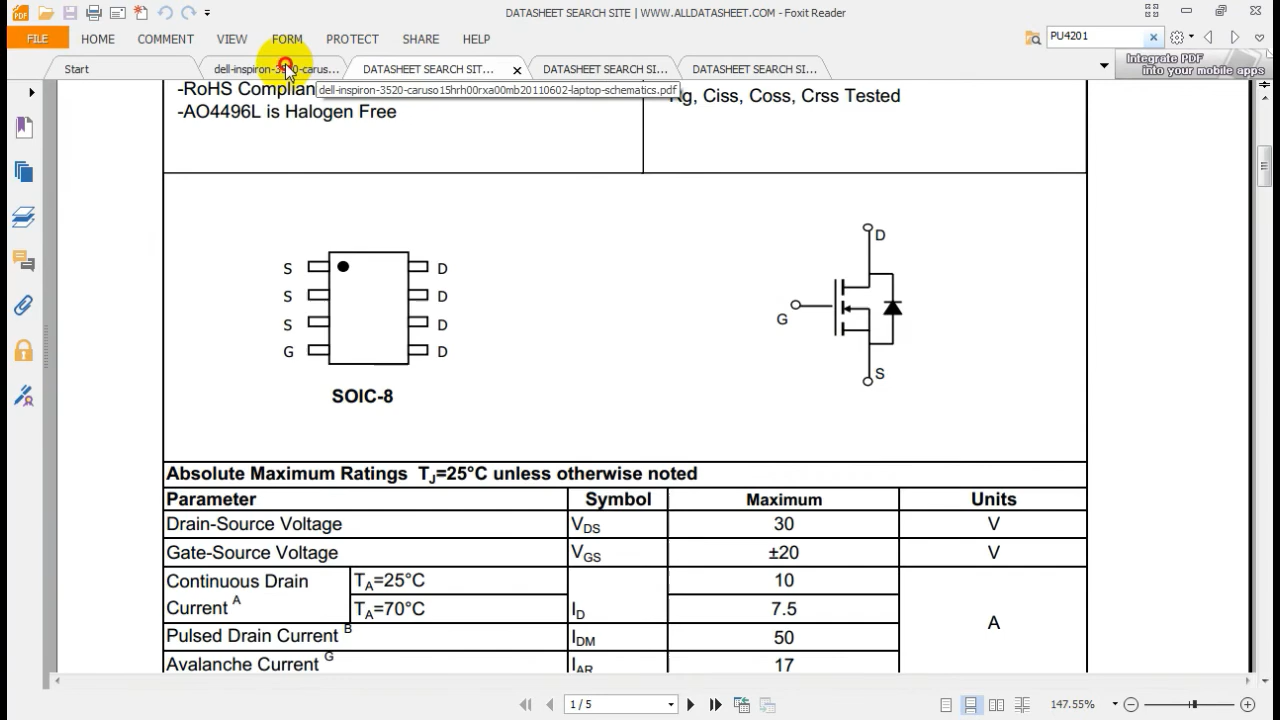 DATASHEET SEARCH SITE | WWW.ALLDATASHEET.COM - Foxit Reader
FILE HOME COMMENT VIEW FORM PROTECT SHARE HELP
PU4201
Start
dell-inspiron-3520-carus...
DATASHEET SEARCH SIT...
DATASHEET SEARCH SI...
DATASHEET SEARCH SI...
Integrate PDF
into your mobile apps
dell-inspiron-3520-caruso15hrh00rxa00mb20110602-laptop-schematics.pdf
-RoHS Complian
Rg, Ciss, Coss, Crss Tested
-AO4496L is Halogen Free
S D
S D
S D
G D
SOIC-8
D
G
S
Absolute Maximum Ratings TJ=25°C unless otherwise noted
Parameter Symbol Maximum Units
Drain-Source Voltage VDS 30 V
Gate-Source Voltage VGS ±20 V
Continuous Drain TA=25°C 10
Current A TA=70°C ID 7.5 A
Pulsed Drain Current B IDM 50
Avalanche Current G IAR 17
1 / 5
147.55%